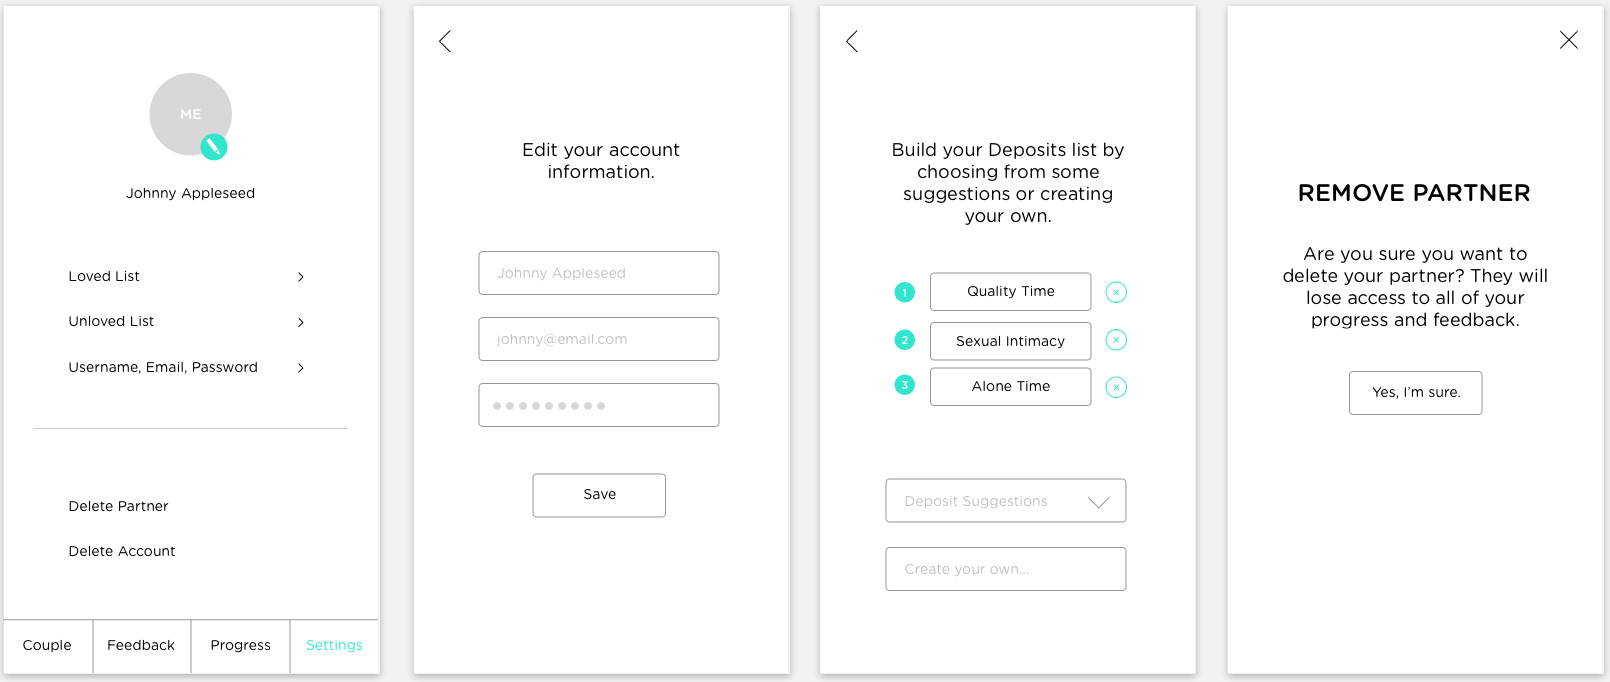 ME
Johnny Appleseed
Loved List
Unloved List
Username, Email, Password
Delete Partner
Delete Account
Couple
Feedback
Progress
Settings
Edit your account
information.
Johnny Appleseed
johnny@email.com
Save
Build your Deposits list by
choosing from some
suggestions or creating
your own.
1 Quality Time
2 Sexual Intimacy
3 Alone Time
Deposit Suggestions
Create your own...
REMOVE PARTNER
Are you sure you want to
delete your partner? They will
lose access to all of your
progress and feedback.
Yes, I'm sure.